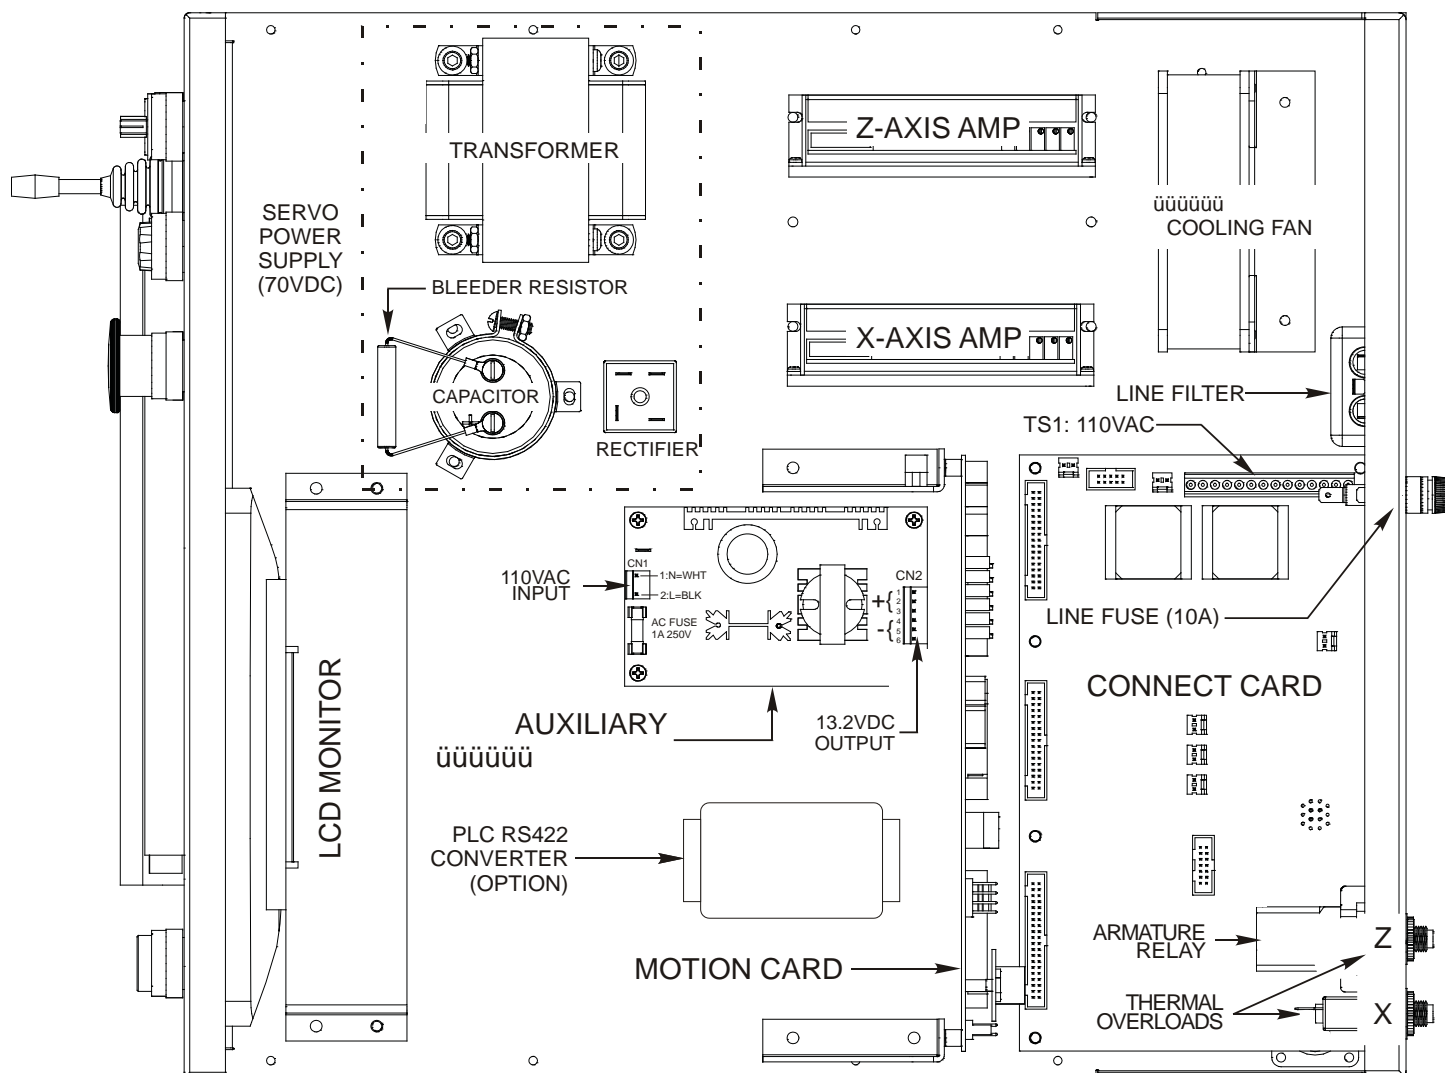 TRANSFORMER
Z-AXIS AMP
SERVO
POWER
SUPPLY
(70VDC)
üüüüüü
COOLING FAN
BLEEDER RESISTOR
X-AXIS AMP
CAPACITOR
RECTIFIER
LINE FILTER
TS1: 110VAC
110VAC
INPUT
CN1
1:N=WHT
2:L=BLK
AC FUSE
1A 250V
CN2
+{
-{
1
2
3
4
5
6
LINE FUSE (10A)
LCD MONITOR
CONNECT CARD
AUXILIARY
üüüüüü
13.2VDC
OUTPUT
PLC RS422
CONVERTER
(OPTION)
MOTION CARD
ARMATURE
RELAY
Z
THERMAL
OVERLOADS
X